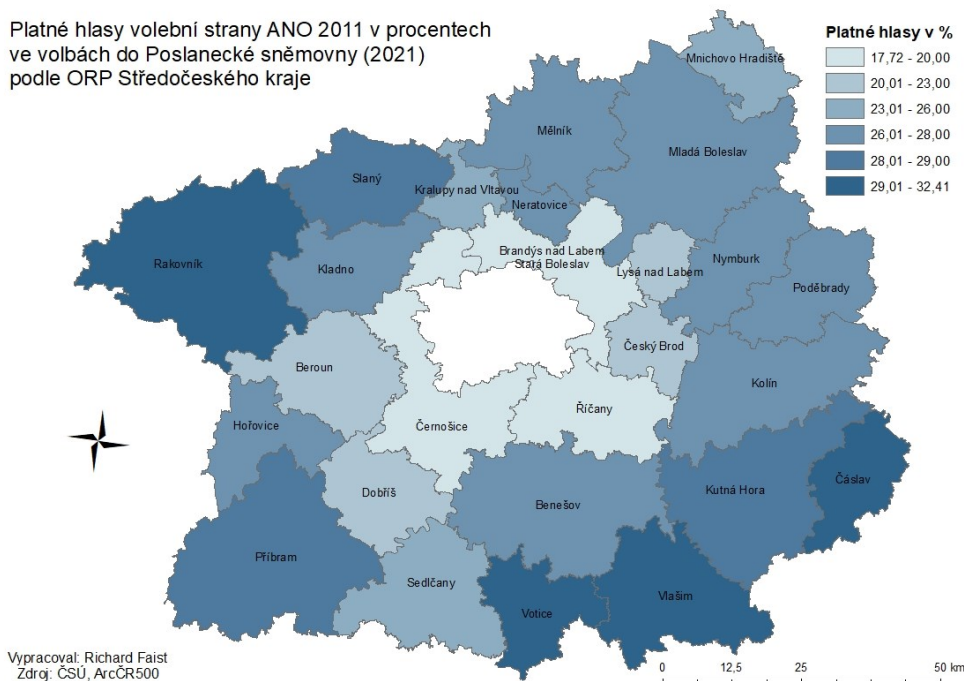 Platné hlasy volební strany ANO 2011 v procentech
ve volbách do Poslanecké sněmovny (2021)
podle ORP Středočeského kraje
Platné hlasy v %
17,72 - 20,00
20,01 - 23,00
23,01 - 26,00
26,01 - 28,00
28,01 - 29,00
29,01 - 32,41
Mnichovo Hradiště
Mělník
Mladá Boleslav
Slaný
Kralupy nad Vltavou
Neratovice
Brandýs nad Labem
Stará Boleslav
Rakovník
Kladno
Lysá nad Labem
Nymburk
Poděbrady
Český Brod
Beroun
Kolín
Černošice
Říčany
Hořovice
Dobříš
Benešov
Kutná Hora
Čáslav
Příbram
Sedlčany
Votice
Vlašim
Vypracoval: Richard Faist
Zdroj: ČSÚ, ArcČR500
0 12,5 25 50 km